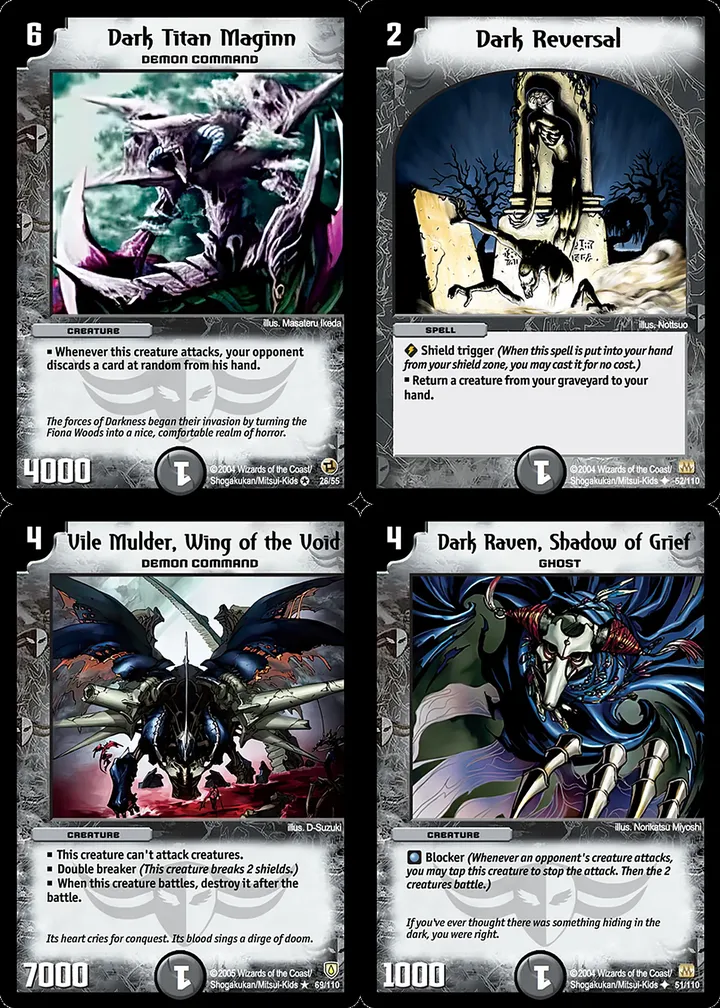 6
Dark Titan Maginn
DEMON COMMAND
illus. Masateru Ikeda
CREATURE
▪ Whenever this creature attacks, your opponent
discards a card at random from his hand.
The forces of Darkness began their invasion by turning the
Fiona Woods into a nice, comfortable realm of horror.
4000
1
©2004 Wizards of the Coast/
Shogakukan/Mitsui-Kids ✪ 26/55
2
Dark Reversal
illus. Nottsuo
SPELL
Shield trigger (When this spell is put into your hand
from your shield zone, you may cast it for no cost.)
▪ Return a creature from your graveyard to your
hand.
1
©2004 Wizards of the Coast/
Shogakukan/Mitsui-Kids ✦ 52/110
4
Vile Mulder, Wing of the Void
DEMON COMMAND
illus. D-Suzuki
CREATURE
▪ This creature can't attack creatures.
▪ Double breaker (This creature breaks 2 shields.)
▪ When this creature battles, destroy it after the
battle.
Its heart cries for conquest. Its blood sings a dirge of doom.
7000
1
©2005 Wizards of the Coast/
Shogakukan/Mitsui-Kids ★ 69/110
4
Dark Raven, Shadow of Grief
GHOST
illus. Norikatsu Miyoshi
CREATURE
Blocker (Whenever an opponent's creature attacks,
you may tap this creature to stop the attack. Then the 2
creatures battle.)
If you've ever thought there was something hiding in the
dark, you were right.
1000
1
©2004 Wizards of the Coast/
Shogakukan/Mitsui-Kids ✦ 51/110